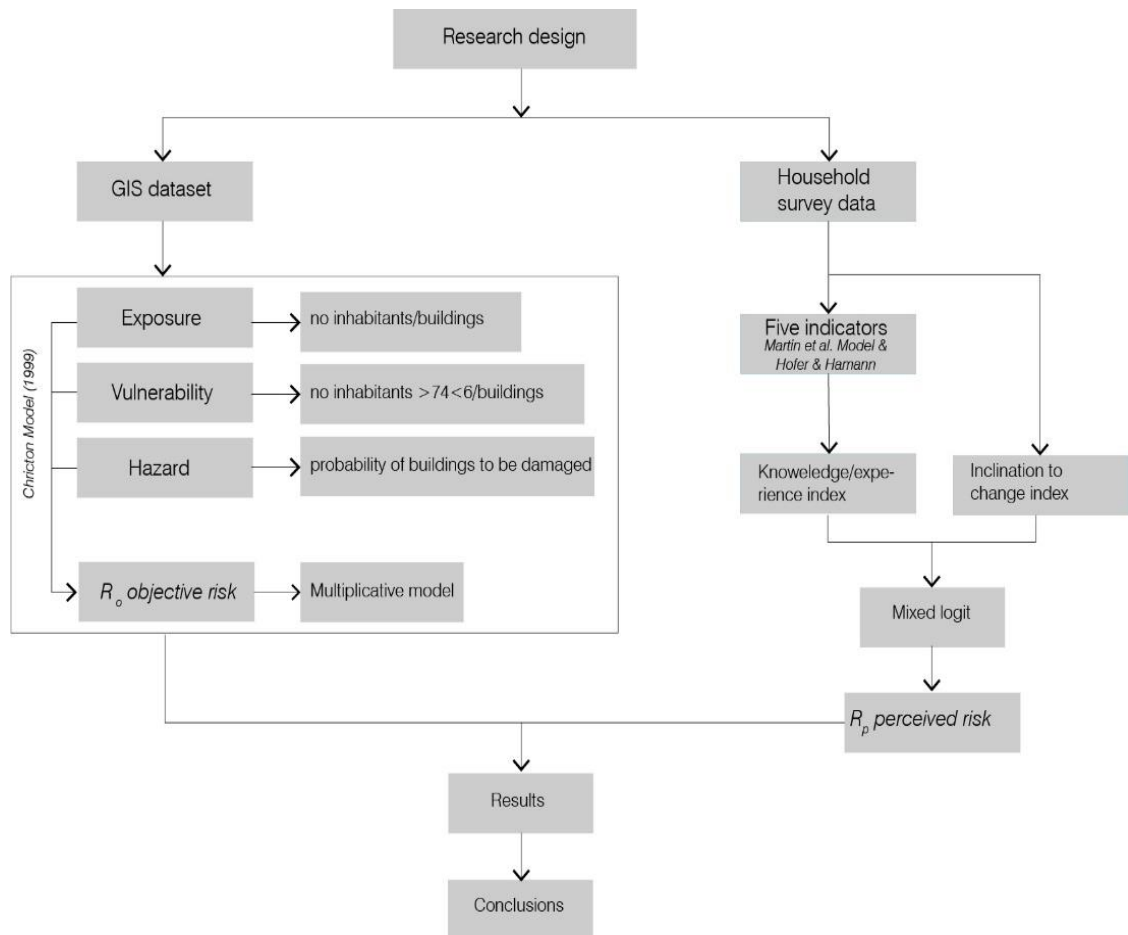 Research design
GIS dataset
Household
survey data
Chricton Model (1999)
Exposure
no inhabitants/buildings
Vulnerability
no inhabitants >74<6/buildings
Hazard
probability of buildings to be damaged
R_o objective risk
Multiplicative model
Five indicators
Martin et al. Model &
Hofer & Hamann
Knoweledge/expe-
rience index
Inclination to
change index
Mixed logit
R_p perceived risk
Results
Conclusions